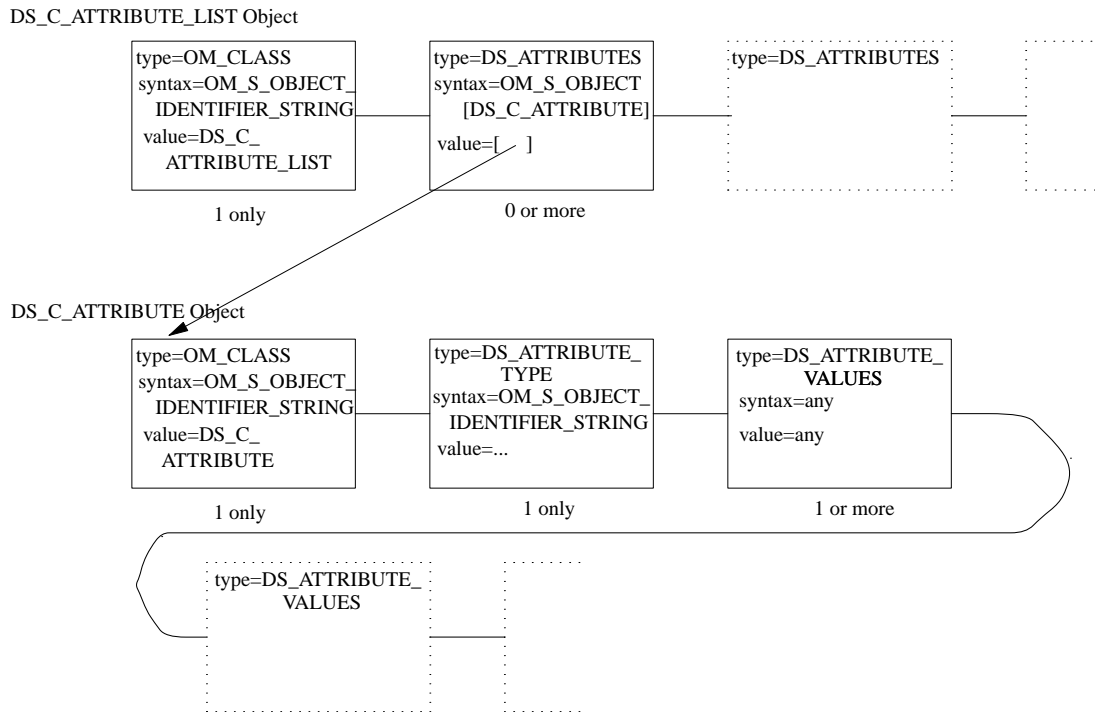 DS_C_ATTRIBUTE_LIST Object
type=OM_CLASS
syntax=OM_S_OBJECT_
IDENTIFIER_STRING
value=DS_C_
ATTRIBUTE_LIST
1 only
type=DS_ATTRIBUTES
syntax=OM_S_OBJECT
[DS_C_ATTRIBUTE]
value=[ ]
0 or more
type=DS_ATTRIBUTES
DS_C_ATTRIBUTE Object
type=OM_CLASS
syntax=OM_S_OBJECT_
IDENTIFIER_STRING
value=DS_C_
ATTRIBUTE
1 only
type=DS_ATTRIBUTE_
TYPE
syntax=OM_S_OBJECT_
IDENTIFIER_STRING
value=...
1 only
type=DS_ATTRIBUTE_
VALUES
syntax=any
value=any
1 or more
type=DS_ATTRIBUTE_
VALUES